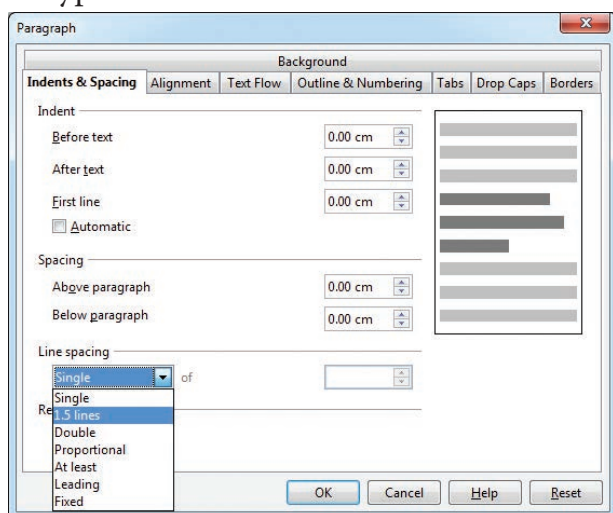 Paragraph
Background
Indents & Spacing Alignment Text Flow Outline & Numbering Tabs Drop Caps Borders
Indent
Before text 0.00 cm
After text 0.00 cm
First line 0.00 cm
Automatic
Spacing
Above paragraph 0.00 cm
Below paragraph 0.00 cm
Line spacing
Single of
Single
Re
1.5 lines
Double
Proportional
At least
Leading
Fixed
OK Cancel Help Reset